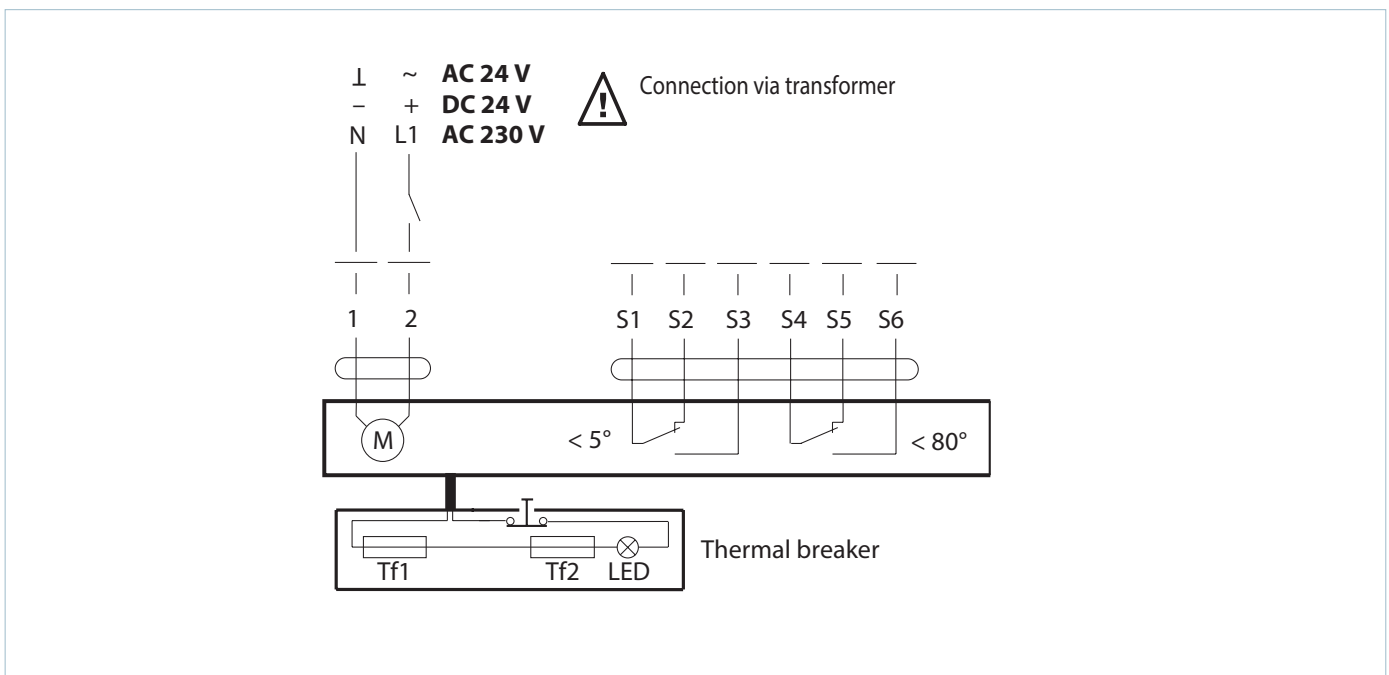 ⊥ ~ AC 24 V
– + DC 24 V
N L1 AC 230 V
! Connection via transformer
1 2 S1 S2 S3 S4 S5 S6
M < 5° < 80°
Thermal breaker
Tf1 Tf2 LED